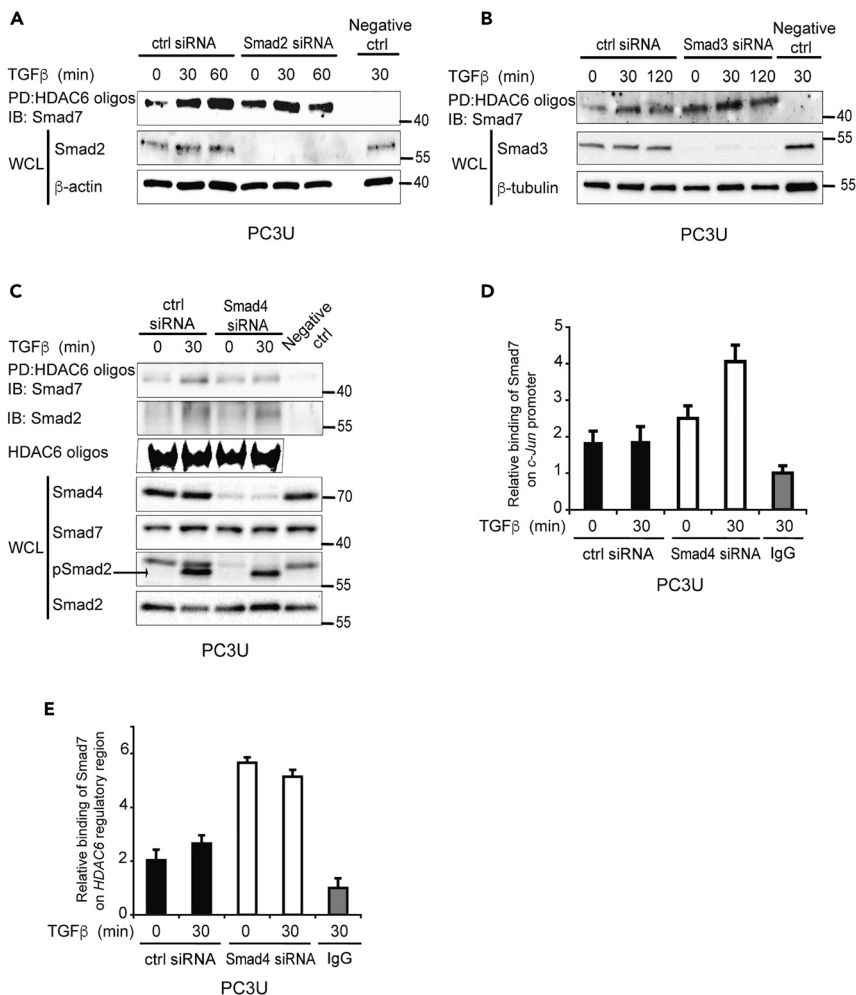 A
ctrl siRNA Smad2 siRNA Negative ctrl
TGFβ (min) 0 30 60 0 3U 60 30
PD:HDAC6 oligos
IB: Smad7
40
WCL
Smad2
55
β-actin
40
PC3U
B
ctrl siRNA Smad3 siRNA Negative ctrl
TGFβ (min) 0 30 120 0 30 120 30
PD:HDAC6 oligos
IB: Smad7
40
WCL
Smad3
55
β-tubulin
55
PC3U
C
ctrl siRNA Smad4 siRNA Negative ctrl
TGFβ (min) 0 30 0 30
PD:HDAC6 oligos
IB: Smad7
40
IB: Smad2
55
HDAC6 oligos
WCL
Smad4
70
Smad7
40
pSmad2
55
Smad2
55
PC3U
D
Relative binding of Smad7
on c-Jun promoter
5
4
3
2
1
0
TGFβ (min) 0 30 0 30 30
ctrl siRNA Smad4 siRNA IgG
PC3U
E
Relative binding of Smad7
on HDAC6 regulatory region
6
4
2
0
TGFβ (min) 0 30 0 30 30
ctrl siRNA Smad4 siRNA IgG
PC3U